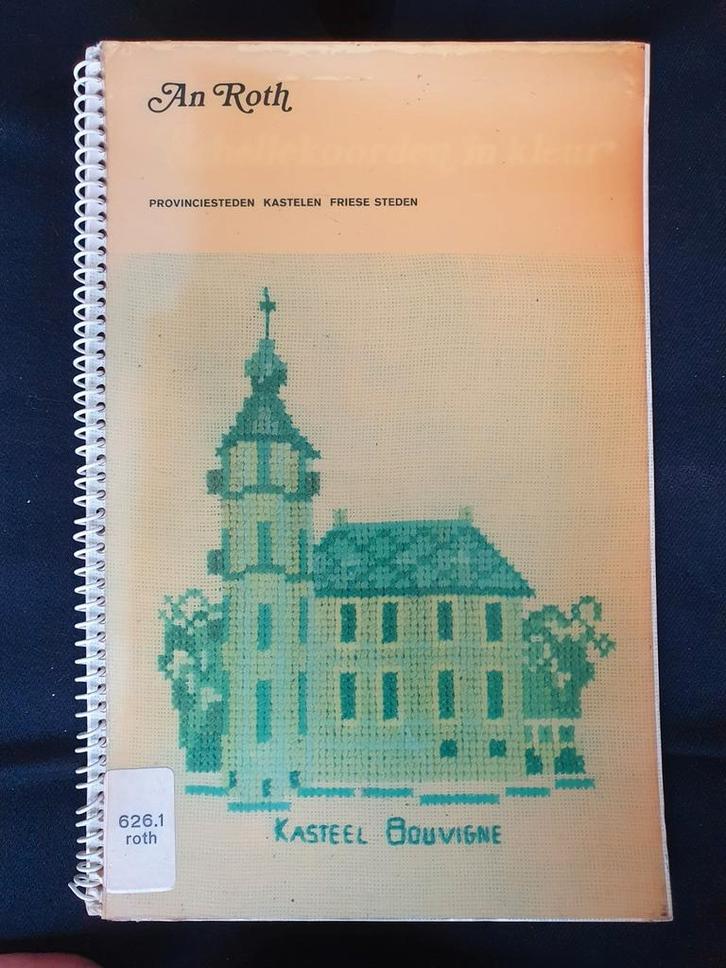 An Roth
Schellekoorden in kleur
PROVINCIESTEDEN KASTELEN FRIESE STEDEN
KASTEEL BOUVIGNE
626.1
roth